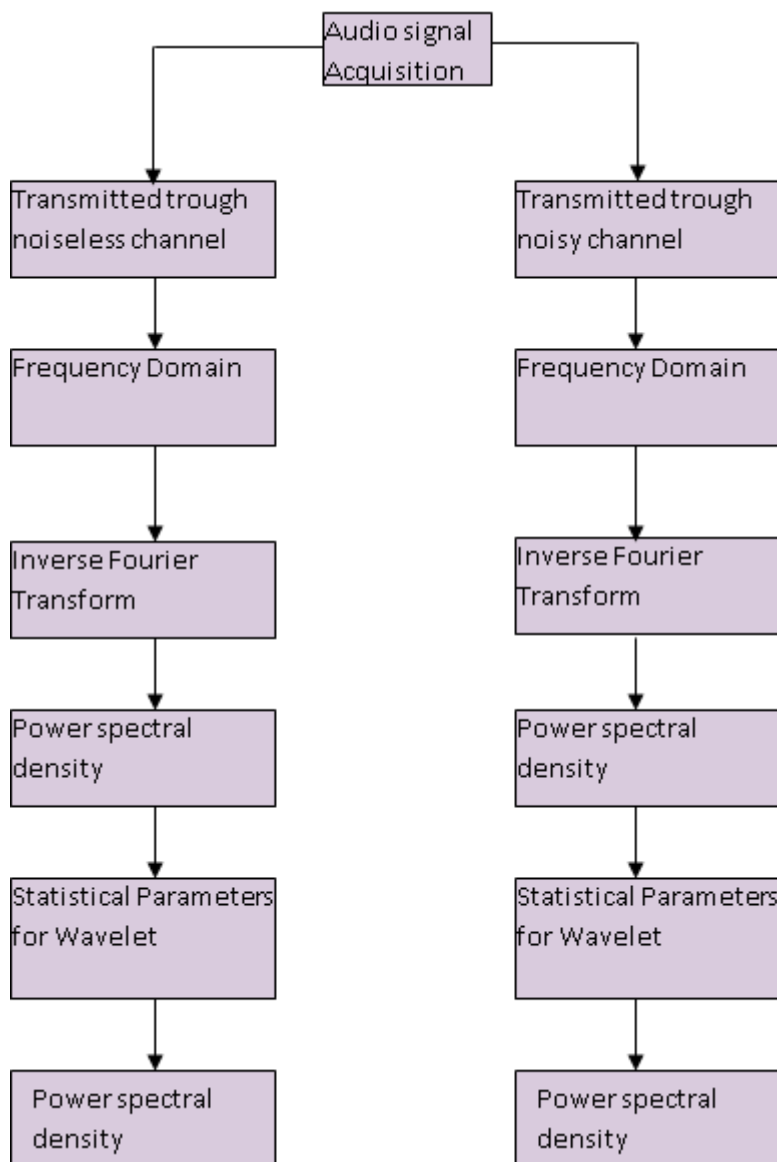 Audio signal
Acquisition
Transmitted trough
noiseless channel
Frequency Domain
Inverse Fourier
Transform
Power spectral
density
Statistical Parameters
for Wavelet
Power spectral
density
Transmitted trough
noisy channel
Frequency Domain
Inverse Fourier
Transform
Power spectral
density
Statistical Parameters
for Wavelet
Power spectral
density